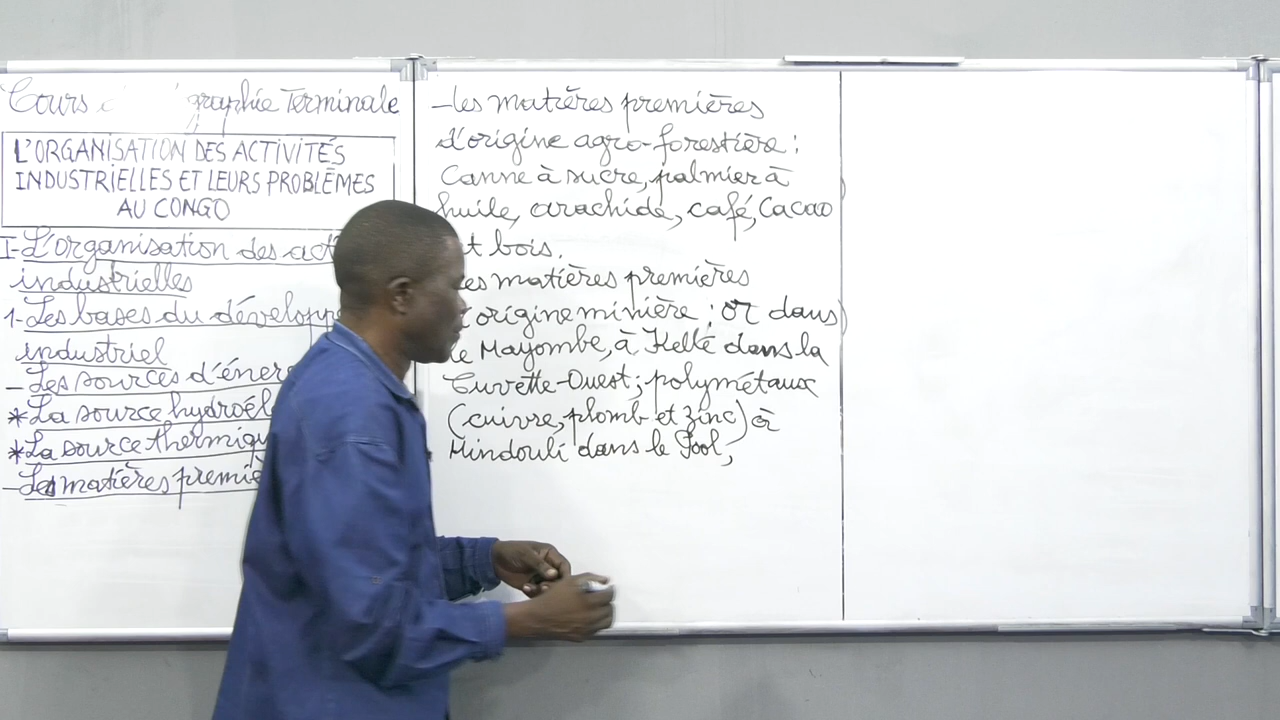 Cours graphie Terminale
L'ORGANISATION DES ACTIVITÉS
INDUSTRIELLES ET LEURS PROBLÈMES
AU CONGO
I-L'organisation des act
industrielles
1-Les bases du développ
industriel
-Les sources d'éner
*La source hydroél
*La source thermiqu
-Les matières premiè
-les matières premières
d'origine agro-forestière :
Canne à sucre, palmier à
huile, arachide, café, Cacao
t bois.
es matières premières
origine minière : or dans
le Mayombe, à Kellé dans la
Cuvette-Ouest ; polymétaux
(cuivre, plomb et zinc) à
Mindouli dans le Pool,